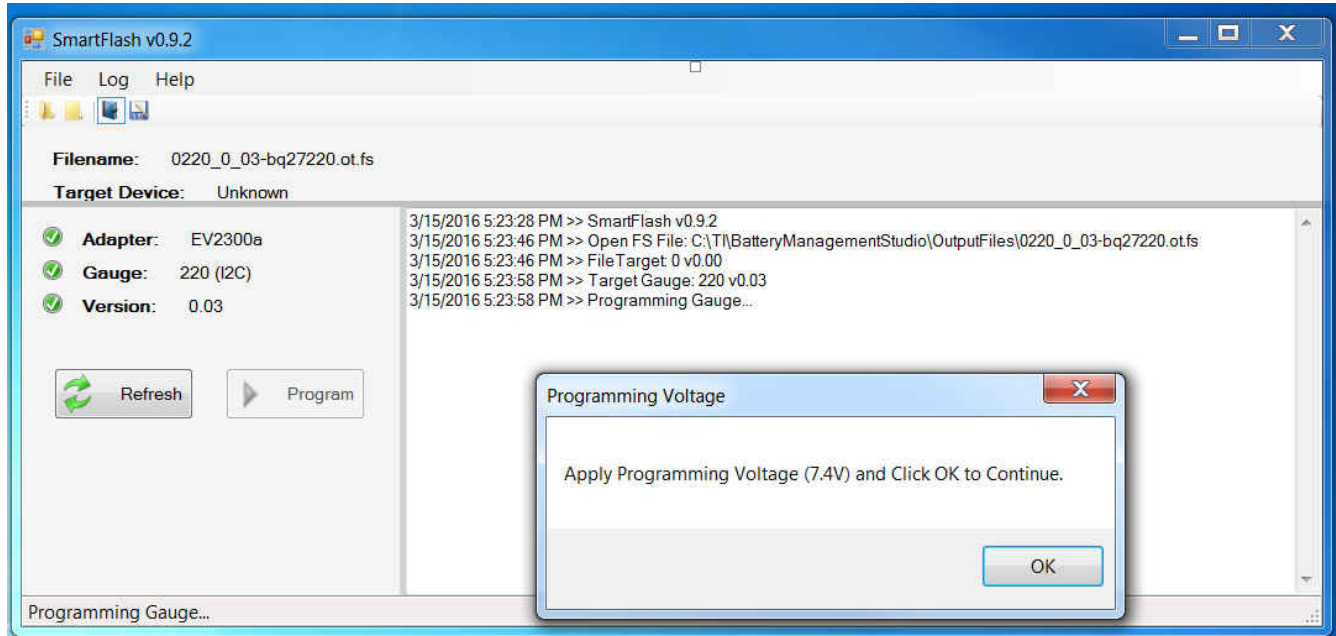 SmartFlash v0.9.2
File Log Help
Filename: 0220_0_03-bq27220.ot.fs
Target Device: Unknown
Adapter: EV2300a
Gauge: 220 (I2C)
Version: 0.03
Refresh Program
3/15/2016 5:23:28 PM >> SmartFlash v0.9.2
3/15/2016 5:23:46 PM >> Open FS File: C:\TI\BatteryManagementStudio\OutputFiles\0220_0_03-bq27220.ot.fs
3/15/2016 5:23:46 PM >> File Target: 0 v0.00
3/15/2016 5:23:58 PM >> Target Gauge: 220 v0.03
3/15/2016 5:23:58 PM >> Programming Gauge...
Programming Voltage
Apply Programming Voltage (7.4V) and Click OK to Continue.
OK
Programming Gauge...